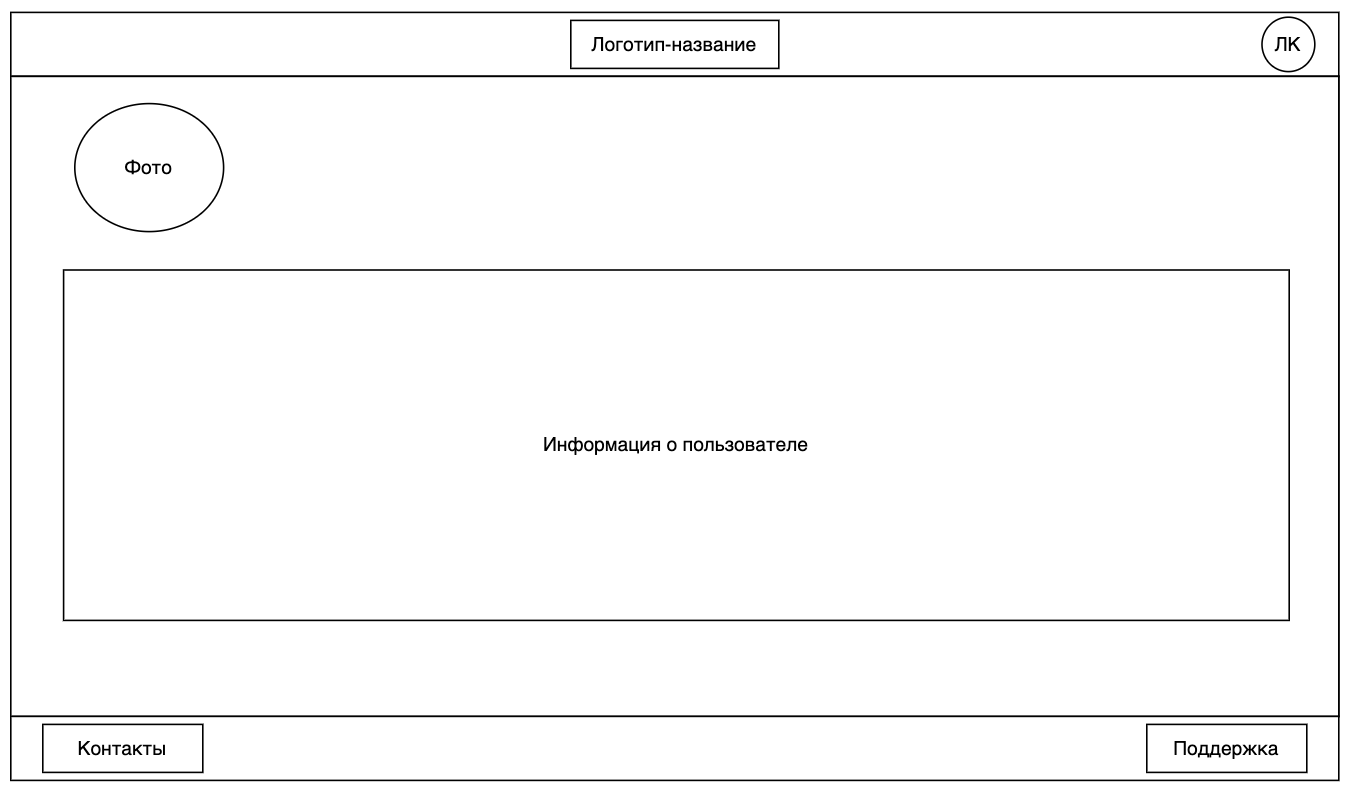 Логотип-название
ЛК
Фото
Информация о пользователе
Контакты
Поддержка